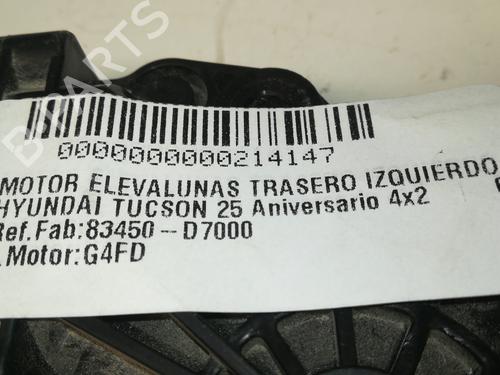 0000000000214147
MOTOR ELEVALUNAS TRASERO IZQUIERDO
HYUNDAI TUCSON 25 Aniversario 4x2
Ref.Fab:83450-D7000
.Motor:G4FD